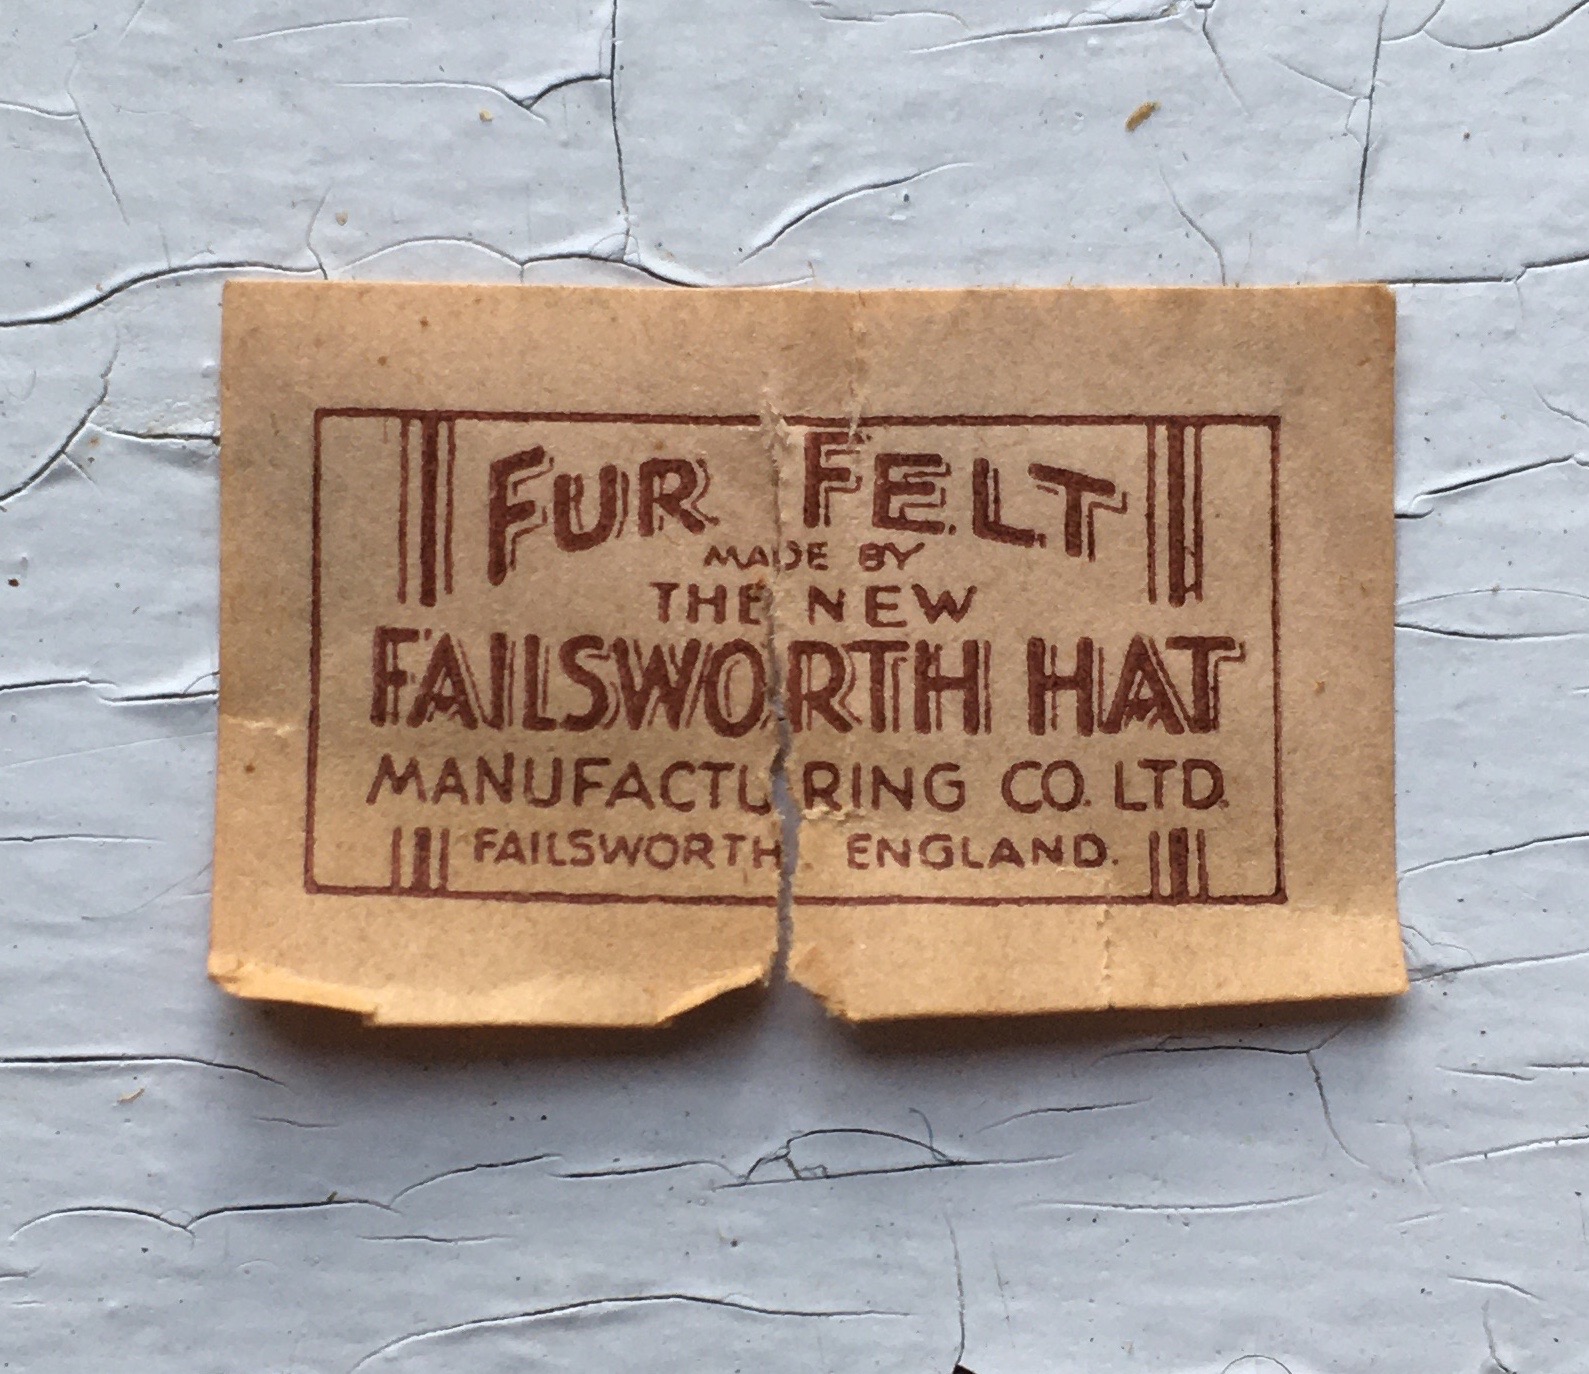 FUR FELT
MADE BY
THE NEW
FAILSWORTH HAT
MANUFACTURING CO. LTD.
FAILSWORTH ENGLAND.